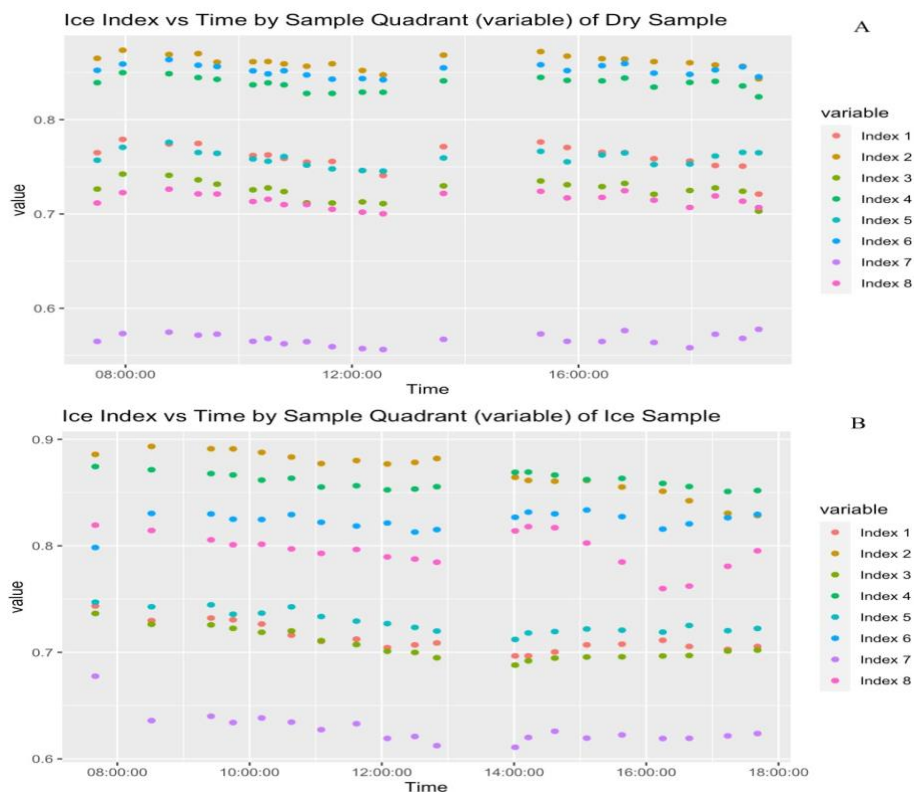 Ice Index vs Time by Sample Quadrant (variable) of Dry Sample
A
value
0.8
0.7
0.6
08:00:00 12:00:00 16:00:00
Time
variable
Index 1
Index 2
Index 3
Index 4
Index 5
Index 6
Index 7
Index 8
Ice Index vs Time by Sample Quadrant (variable) of Ice Sample
B
value
0.9
0.8
0.7
0.6
08:00:00 10:00:00 12:00:00 14:00:00 16:00:00 18:00:00
Time
variable
Index 1
Index 2
Index 3
Index 4
Index 5
Index 6
Index 7
Index 8